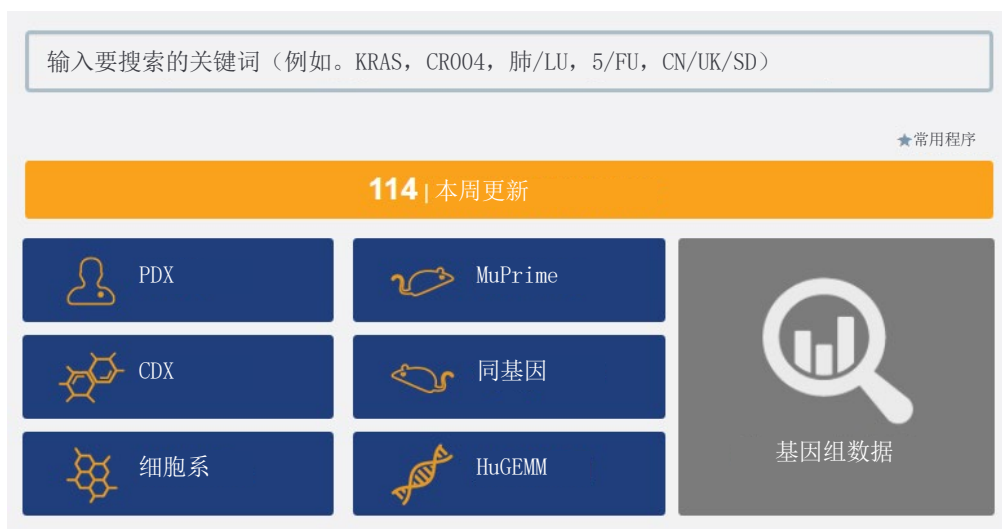 输入要搜索的关键词（例如。KRAS，CR004，肺/LU，5/FU，CN/UK/SD）
★常用程序
114 | 本周更新
PDX
MuPrime
CDX
同基因
细胞系
HuGEMM
基因组数据